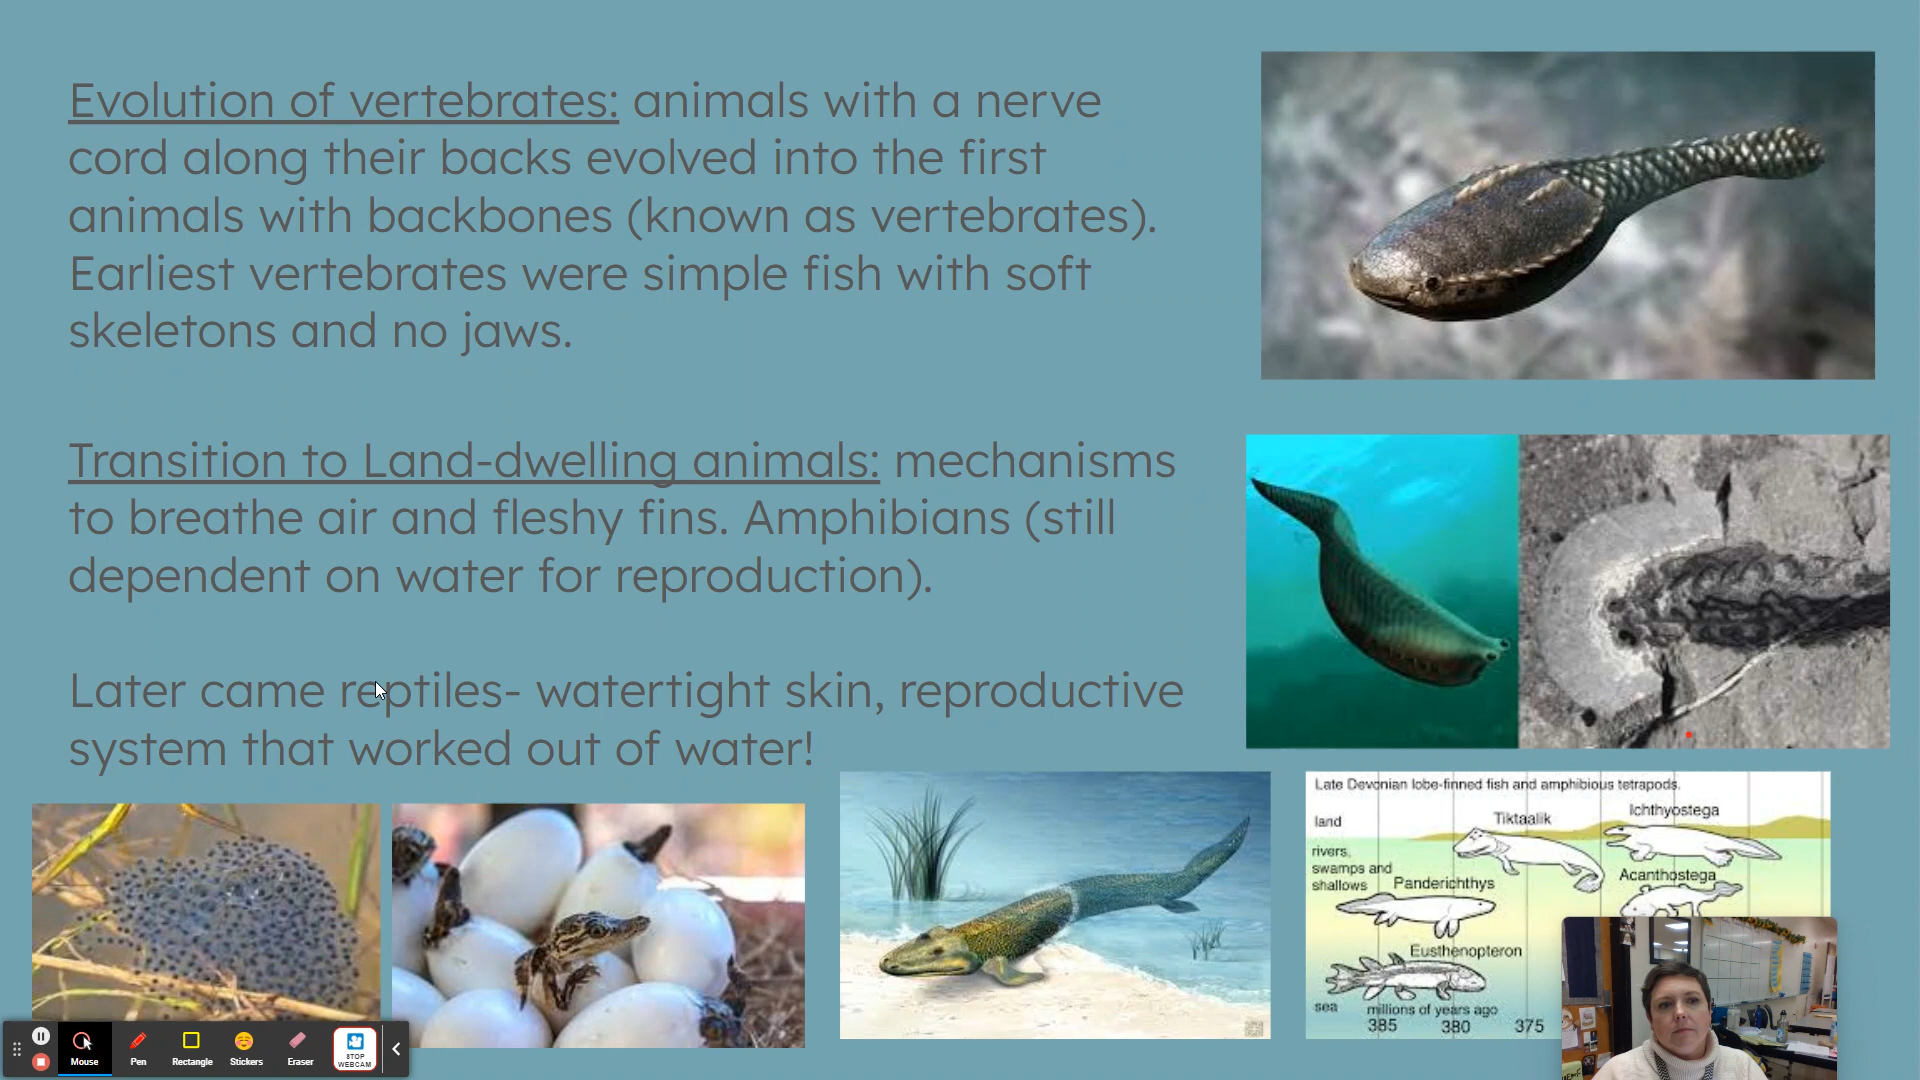 Evolution of vertebrates: animals with a nerve
cord along their backs evolved into the first
animals with backbones (known as vertebrates).
Earliest vertebrates were simple fish with soft
skeletons and no jaws.
Transition to Land-dwelling animals: mechanisms
to breathe air and fleshy fins. Amphibians (still
dependent on water for reproduction).
Later came reptiles- watertight skin, reproductive
system that worked out of water!
Late Devonian lobe-finned fish and amphibious tetrapods.
Ichthyostega
land
Tiktaalik
rivers,
swamps and
shallows
Panderichthys
Acanthostega
Eusthenopteron
sea
millions of years ago
385 380 375
Mouse
Pen
Rectangle
Stickers
Eraser
STOP
WEBCAM